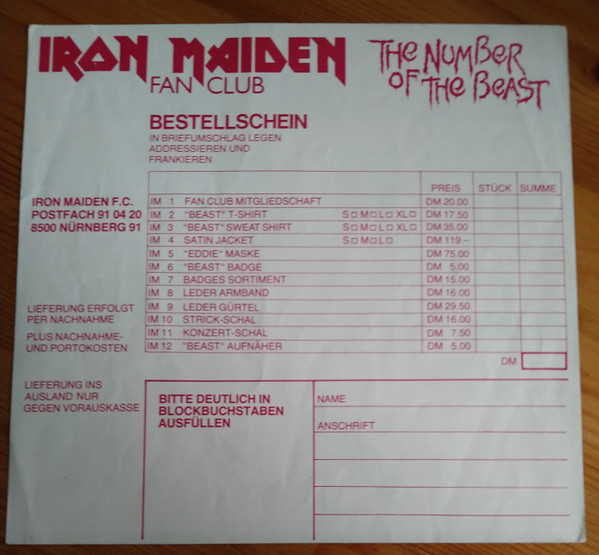 IRON MAIDEN
FAN CLUB
THE NUMBER
OF THE BEAST
BESTELLSCHEIN
IN BRIEFUMSCHLAG LEGEN
ADDRESSIEREN UND
FRANKIEREN
IRON MAIDEN F.C.
POSTFACH 91 04 20
8500 NÜRNBERG 91
PREIS STÜCK SUMME
IM 1 FAN CLUB MITGLIEDSCHAFT DM 20.00
IM 2 "BEAST" T-SHIRT S□ M□ L□ XL□ DM 17.50
IM 3 "BEAST" SWEAT SHIRT S□ M□ L□ XL□ DM 35.00
IM 4 SATIN JACKET S□ M□ L□ DM 119.–
IM 5 "EDDIE" MASKE DM 75.00
IM 6 "BEAST" BADGE DM 5.00
IM 7 BADGES SORTIMENT DM 15.00
IM 8 LEDER ARMBAND DM 16.00
IM 9 LEDER GÜRTEL DM 29.50
IM 10 STRICK-SCHAL DM 16.00
IM 11 KONZERT-SCHAL DM 7.50
IM 12 "BEAST" AUFNÄHER DM 5.00
DM
LIEFERUNG ERFOLGT
PER NACHNAHME
PLUS NACHNAHME-
UND PORTOKOSTEN
LIEFERUNG INS
AUSLAND NUR
GEGEN VORAUSKASSE
BITTE DEUTLICH IN
BLOCKBUCHSTABEN
AUSFÜLLEN
NAME
ANSCHRIFT